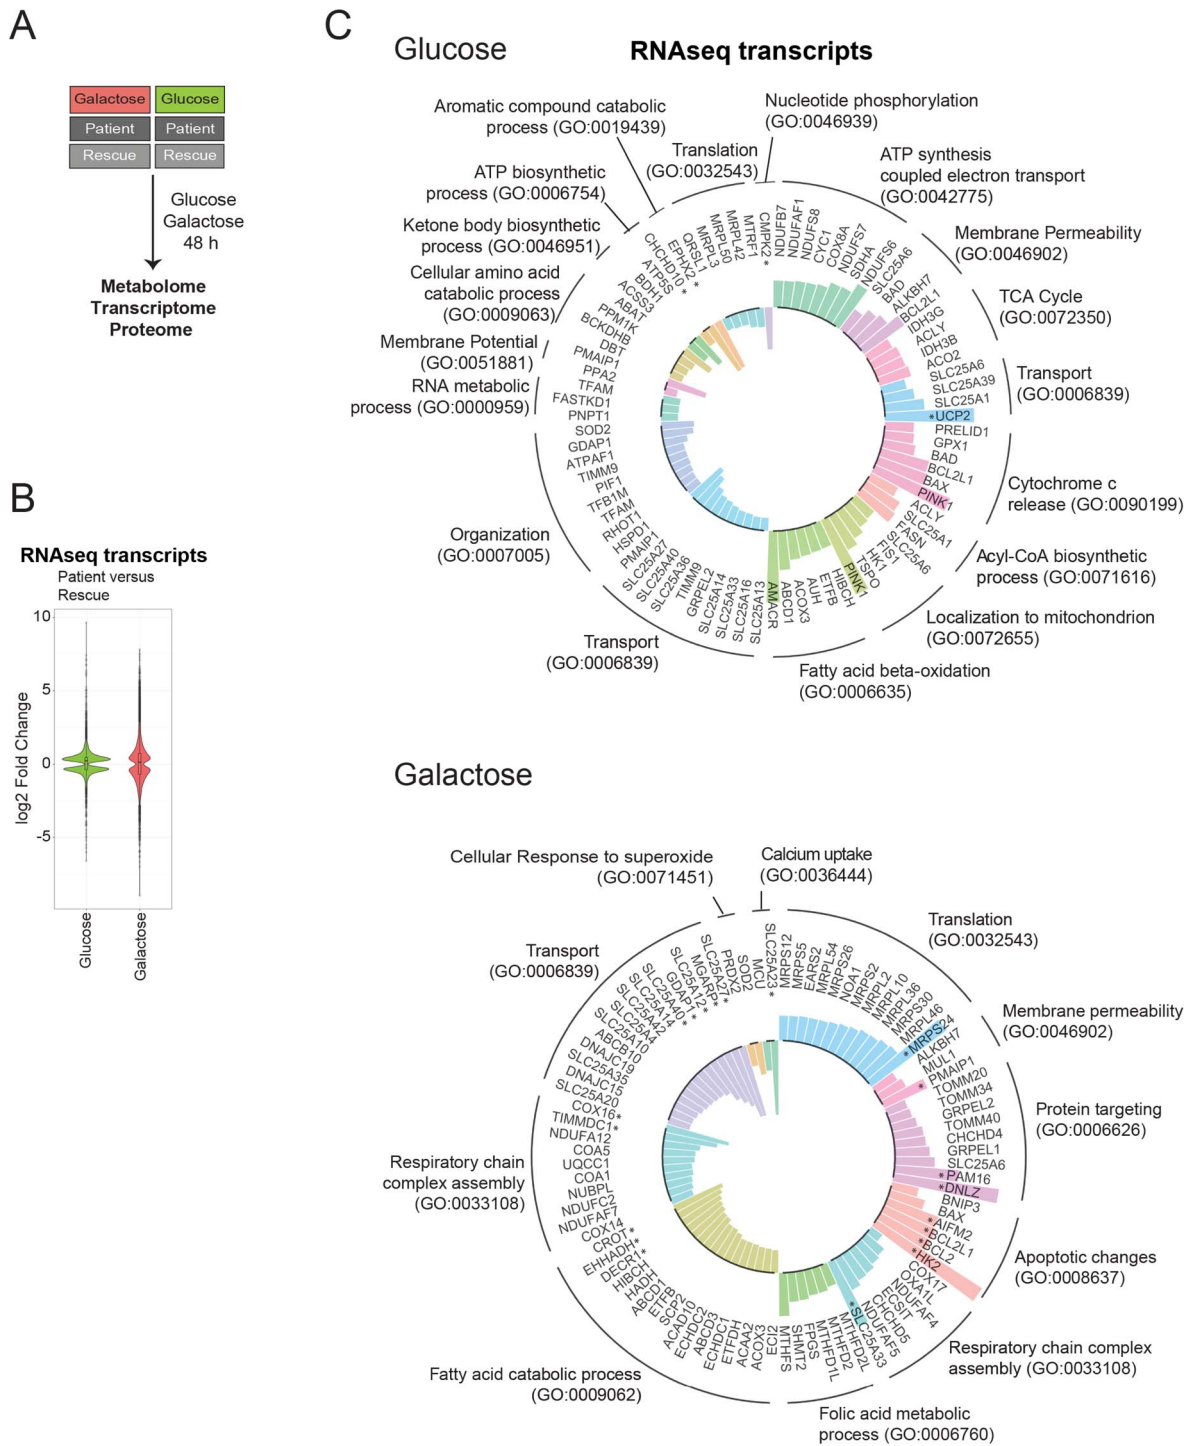 A
Galactose
Glucose
Patient
Patient
Rescue
Rescue
Glucose
Galactose
48 h
Metabolome
Transcriptome
Proteome
B
RNAseq transcripts
Patient versus
Rescue
log2 Fold Change
10
5
0
-5
Glucose
Galactose
C
Glucose
RNAseq transcripts
Aromatic compound catabolic
process (GO:0019439)
Nucleotide phosphorylation
(GO:0046939)
Translation
(GO:0032543)
ATP synthesis
coupled electron transport
(GO:0042775)
ATP biosynthetic
process (GO:0006754)
Ketone body biosynthetic
process (GO:0046951)
Membrane Permeability
(GO:0046902)
Cellular amino acid
catabolic process
(GO:0009063)
TCA Cycle
(GO:0072350)
Membrane Potential
(GO:0051881)
Transport
(GO:0006839)
RNA metabolic
process (GO:0000959)
Cytochrome c
release (GO:0090199)
Organization
(GO:0007005)
Acyl-CoA biosynthetic
process (GO:0071616)
Localization to mitochondrion
(GO:0072655)
Transport
(GO:0006839)
Fatty acid beta-oxidation
(GO:0006635)
NDUFB7
NDUFAF1
NDUFS8
CYC1
COX8A
NDUFS7
SDHA
NDUFS6
SLC25A6
BAD
ALKBH7
BCL2L1
IDH3G
ACLY
IDH3B
ACO2
SLC25A6
SLC25A39
SLC25A1
*UCP2
PRELID1
GPX1
BAD
BCL2L1
BAX
PINK1
ACLY
SLC25A1
FASN
SLC25A6
FIS1
HK1
TSPO
PINK1
HIBCH
ETFB
AUH
ACOX3
ABCD1
AMACR
SLC25A13
SLC25A16
SLC25A33
SLC25A14
GRPEL2
TIMM9
SLC25A36
SLC25A40
SLC25A27
PMAIP1
HSPD1
RHOT1
TFAM
TFB1M
PIF1
TIMM9
ATPAF1
GDAP1
SOD2
PNPT1
FASTKD1
TFAM
PPA2
PMAIP1
DBT
BCKDHB
PPM1K
ABAT
ACSS3
BDH1
ATP5S
CHCHD10*
EPHX2*
QRSL1
MRPL3
MRPL50
MRPL42
MTRF1
CMPK2*
Galactose
Cellular Response to superoxide
(GO:0071451)
Calcium uptake
(GO:0036444)
Translation
(GO:0032543)
Transport
(GO:0006839)
Membrane permeability
(GO:0046902)
Protein targeting
(GO:0006626)
Respiratory chain
complex assembly
(GO:0033108)
Apoptotic changes
(GO:0008637)
Respiratory chain complex
assembly (GO:0033108)
Fatty acid catabolic process
(GO:0009062)
Folic acid metabolic
process (GO:0006760)
MRPS12
MRPS5
EARS2
MRPL54
MRPS26
NOA1
MRPS2
MRPL2
MRPL10
MRPL36
MRPS30
MRPL46
*MRPS24
ALKBH7
MUL1
*PMAIP1
TOMM20
TOMM34
GRPEL2
TOMM40
CHCHD4
GRPEL1
SLC25A6
*PAM16
*DNLZ
BNIP3
BAX
*AIFM2
*BCL2L1
*BCL2
*HK2
COX17
OXA1L
NDUFAF4
ECSIT
CHCHD5
NDUFAF5
*SLC25A33
MTHFD2L
MTHFD2
MTHFD1L
FPGS
SHMT2
MTHFS
ECI2
ACOX3
ACAA2
ETFDH
ECHDC1
ABCD3
ECHDC2
ACAD10
SCP2
ETFB
ABCD1
HADH
HIBCH
DECR1*
EHHADH*
CROT*
COX14
NDUFAF7
NDUFC2
NUBPL
COA1
UQCC1
COA5
NDUFA12
TIMMDC1*
COX16*
SLC25A20
DNAJC15
SLC25A35
DNAJC19
ABCB10
SLC25A10
SLC25A4
SLC25A42
SLC25A14
SLC25A40*
GDAP1*
SLC25A12*
MGARP*
SLC25A27*
PRDX2
SOD2
MCU
SLC25A23*